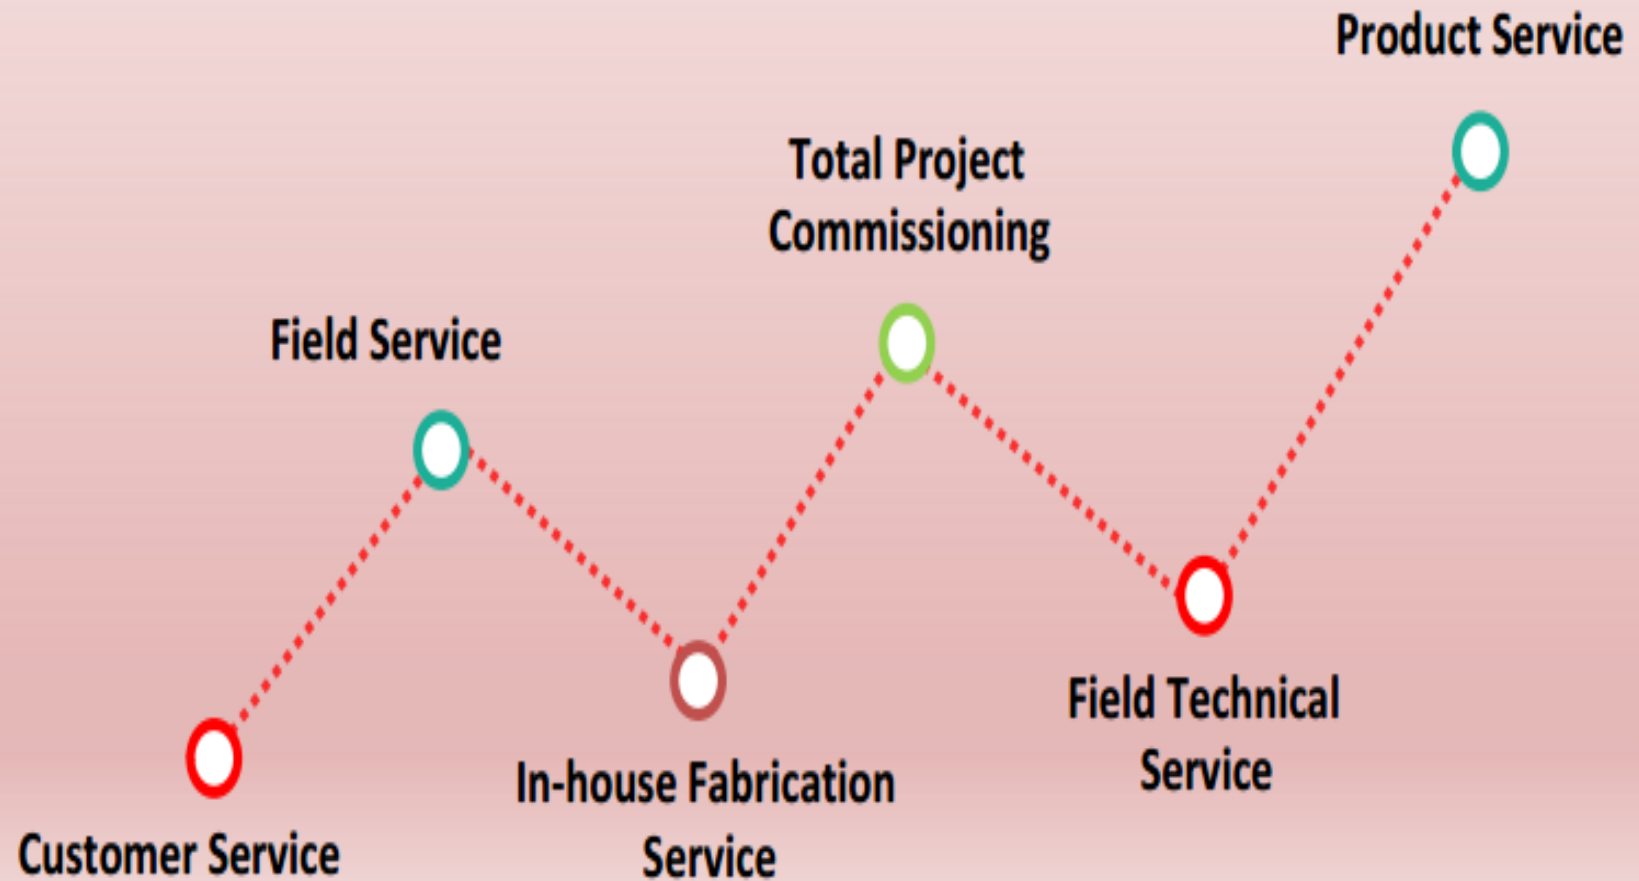 Product Service
Total Project
Commissioning
Field Service
Field Technical
Service
In-house Fabrication
Service
Customer Service